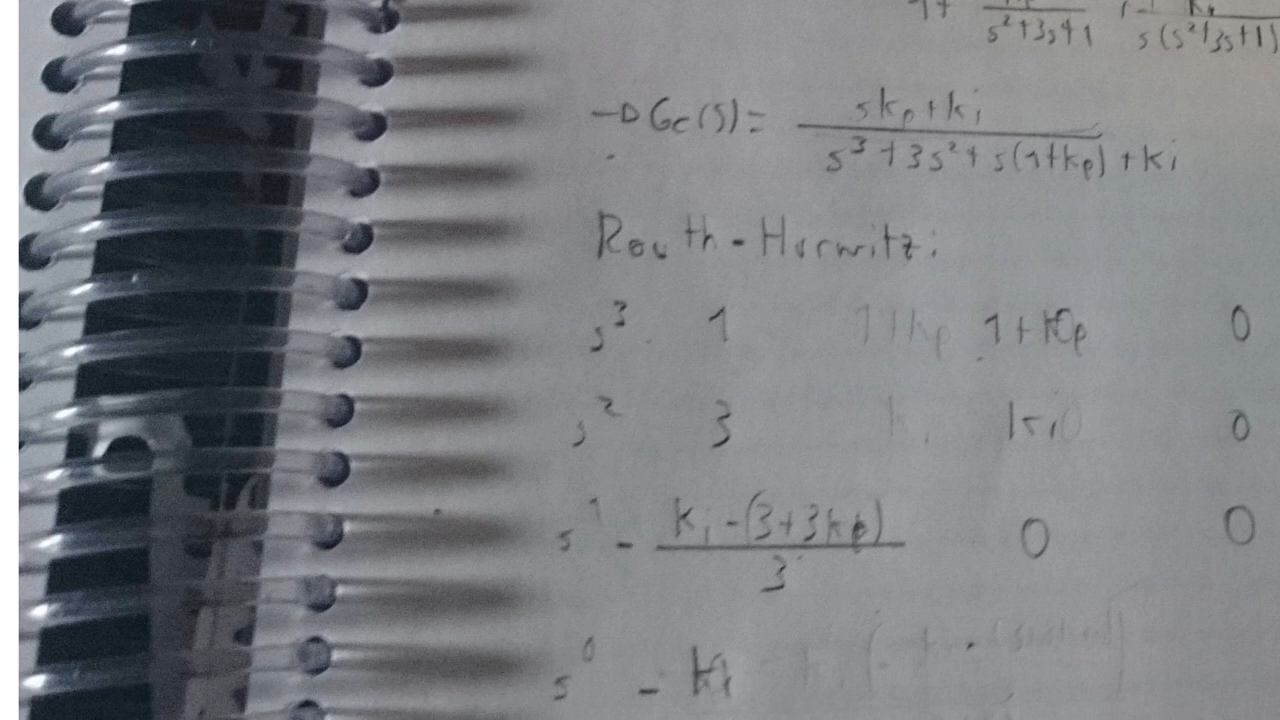 1+ s²+3s+1 s(s²+3s+1)
→ Gc(s)= skp+ki / s³+3s²+s(1+kp)+ki
Routh-Hurwitz:
s³ 1 1+kp 0
s² 3 ki 0
s¹ - ki-(3+3kp) / 3 0 0
s⁰ - ki